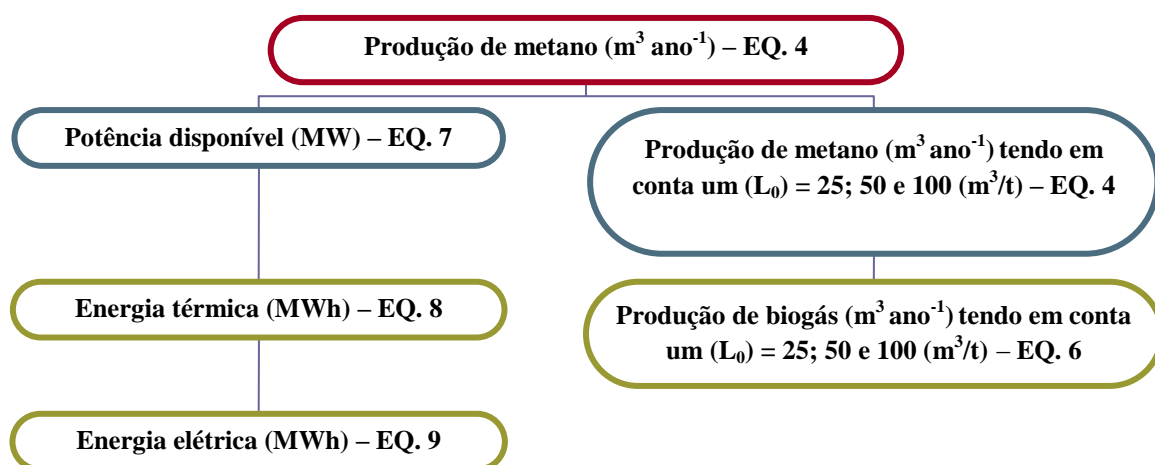 Produção de metano (m³ ano⁻¹) – EQ. 4
Potência disponível (MW) – EQ. 7
Produção de metano (m³ ano⁻¹) tendo em
conta um (L₀) = 25; 50 e 100 (m³/t) – EQ. 4
Energia térmica (MWh) – EQ. 8
Produção de biogás (m³ ano⁻¹) tendo em conta
um (L₀) = 25; 50 e 100 (m³/t) – EQ. 6
Energia elétrica (MWh) – EQ. 9